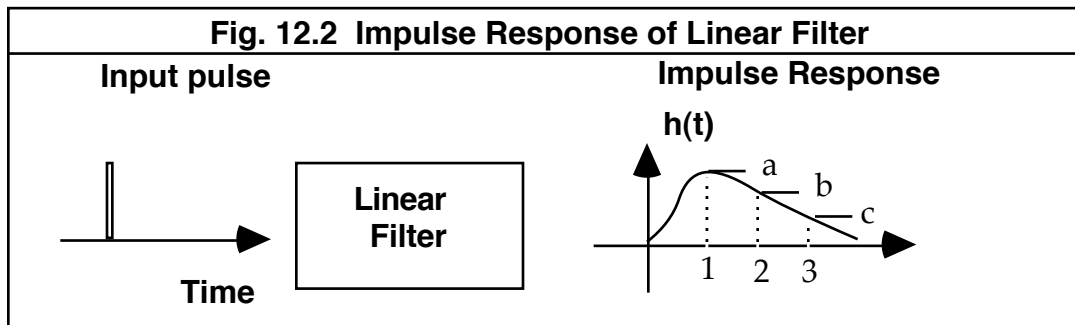 Fig. 12.2 Impulse Response of Linear Filter
Input pulse
Impulse Response
h(t)
a
b
c
Linear
Filter
1 2 3
Time